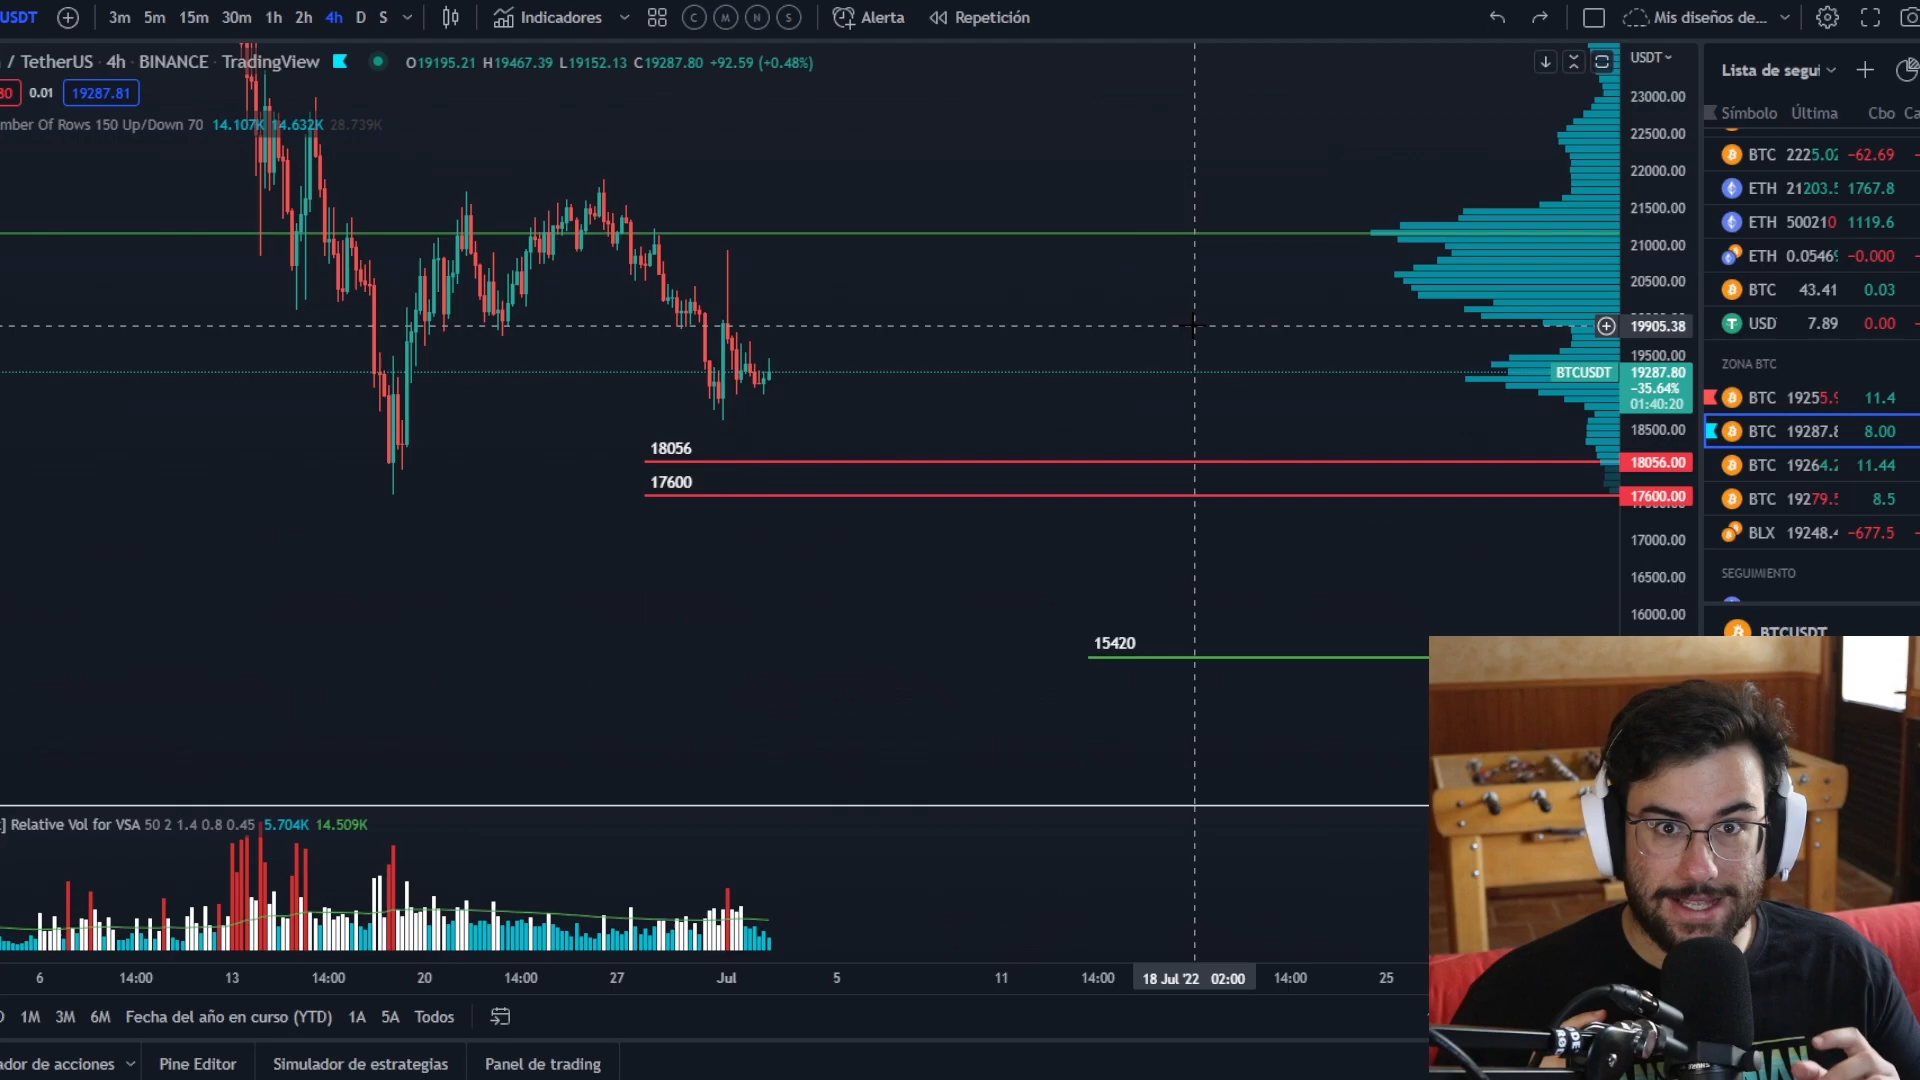 USDT 3m 5m 15m 30m 1h 2h 4h D S Indicadores C M N S Alerta Repetición Mis diseños de...
/ TetherUS · 4h · BINANCE · TradingView O19195.21 H19467.39 L19152.13 C19287.80 +92.59 (+0.48%)
80 0.01 19287.81
mber Of Rows 150 Up/Down 70 14.107K 14.632K 28.739K
USDT
23000.00
22500.00
22000.00
21500.00
21000.00
20500.00
19905.38
19500.00
BTCUSDT 19287.80
−35.64%
01:40:20
18500.00
18056 18056.00
17600 17600.00
17000.00
16500.00
16000.00
15420
Lista de segui
Símbolo Última Cbo Ca
BTC 2225.02 −62.69
ETH 21203.5 1767.8
ETH 500210 1119.6
ETH 0.0546 −0.000
BTC 43.41 0.03
USD 7.89 0.00
ZONA BTC
BTC 19255.9 11.4
BTC 19287.8 8.00
BTC 19264.2 11.44
BTC 19279.5 8.5
BLX 19248.4 −677.5
SEGUIMIENTO
BTCUSDT
] Relative Vol for VSA 50 2 1.4 0.8 0.45 5.704K 14.509K
6 14:00 13 14:00 20 14:00 27 Jul 5 11 14:00 18 Jul '22 02:00 14:00 25
1M 3M 6M Fecha del año en curso (YTD) 1A 5A Todos
ador de acciones Pine Editor Simulador de estrategias Panel de trading